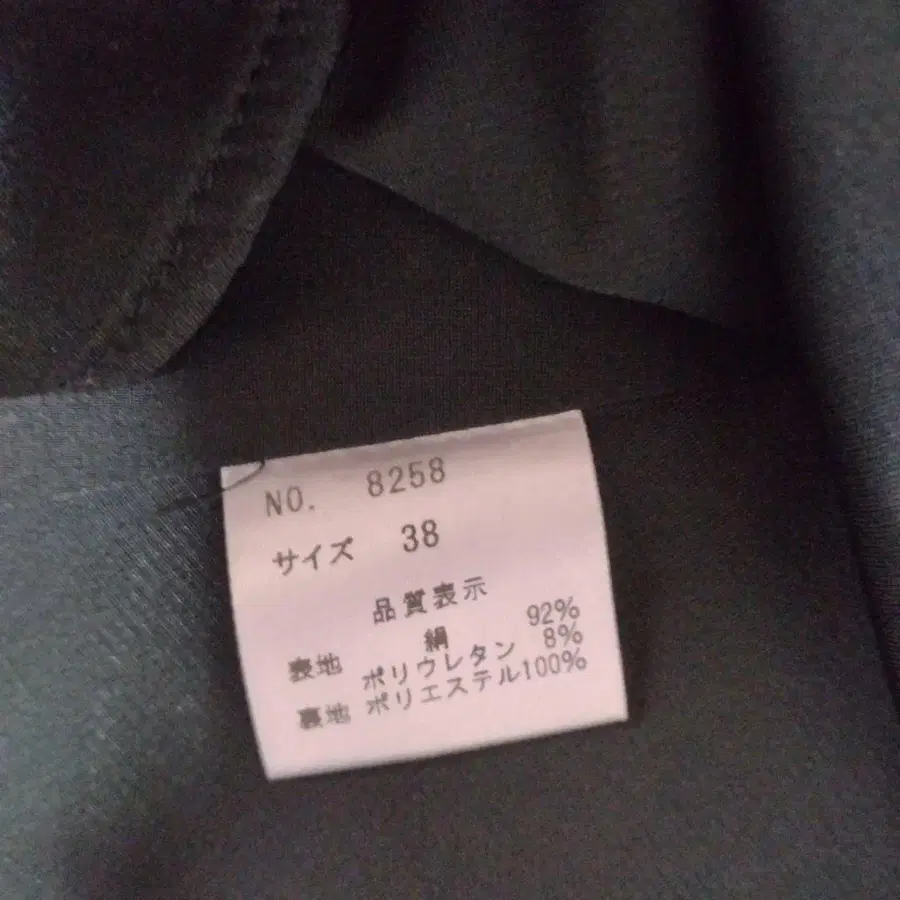 NO. 8258
サイズ 38
品質表示
表地 絹 92%
ポリウレタン 8%
裏地 ポリエステル100%